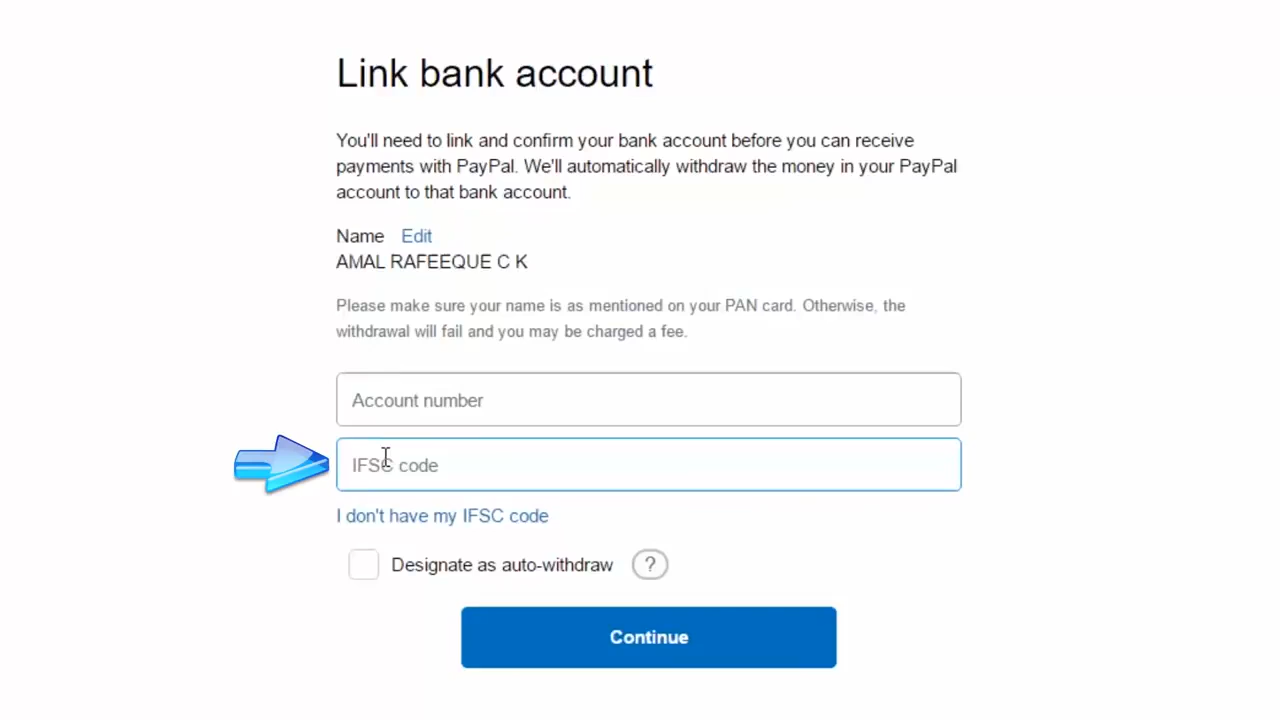 Link bank account
You'll need to link and confirm your bank account before you can receive
payments with PayPal. We'll automatically withdraw the money in your PayPal
account to that bank account.
Name Edit
AMAL RAFEEQUE C K
Please make sure your name is as mentioned on your PAN card. Otherwise, the
withdrawal will fail and you may be charged a fee.
Account number
IFSC code
I don't have my IFSC code
Designate as auto-withdraw ?
Continue